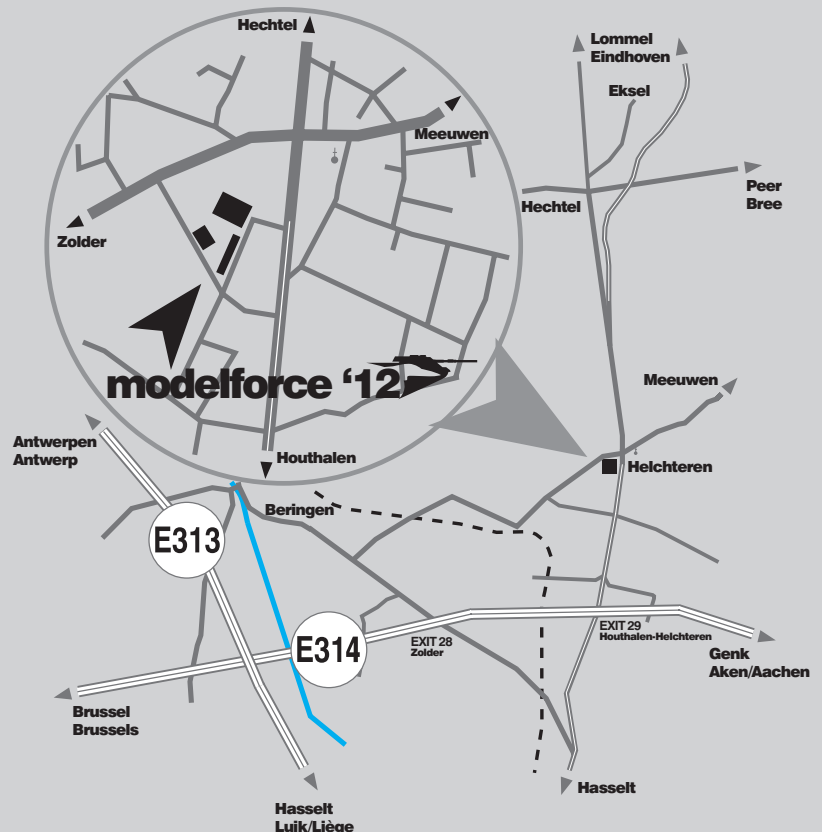 Hechtel
Meeuwen
Zolder
modelforce ‘12
Houthalen
Lommel
Eindhoven
Eksel
Hechtel
Peer
Bree
Meeuwen
Helchteren
Antwerpen
Antwerp
Beringen
E313
E314
EXIT 28
Zolder
EXIT 29
Houthalen-Helchteren
Genk
Aken/Aachen
Brussel
Brussels
Hasselt
Hasselt
Luik/Liège